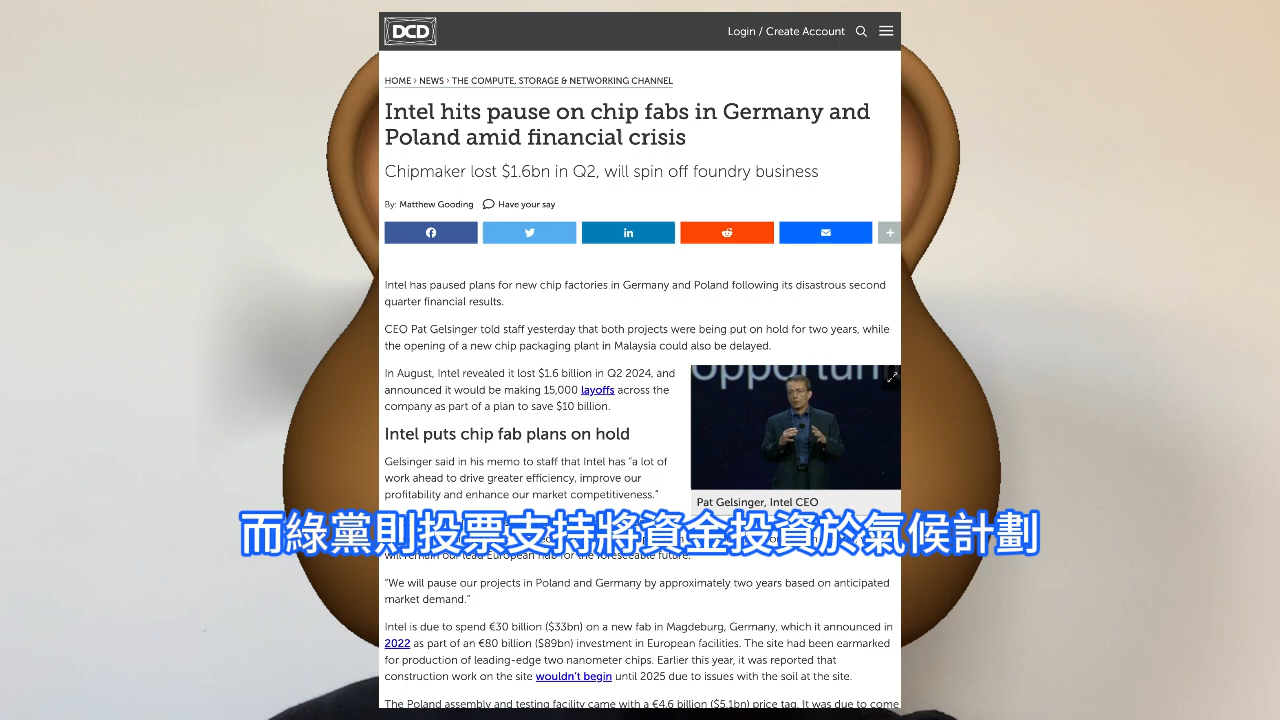 DCD
Login / Create Account
HOME › NEWS › THE COMPUTE, STORAGE & NETWORKING CHANNEL
Intel hits pause on chip fabs in Germany and
Poland amid financial crisis
Chipmaker lost $1.6bn in Q2, will spin off foundry business
By: Matthew Gooding Have your say
Intel has paused plans for new chip factories in Germany and Poland following its disastrous second
quarter financial results.
CEO Pat Gelsinger told staff yesterday that both projects were being put on hold for two years, while
the opening of a new chip packaging plant in Malaysia could also be delayed.
In August, Intel revealed it lost $1.6 billion in Q2 2024, and
announced it would be making 15,000 layoffs across the
company as part of a plan to save $10 billion.
opportun
Intel puts chip fab plans on hold
Gelsinger said in his memo to staff that Intel has “a lot of
work ahead to drive greater efficiency, improve our
profitability and enhance our market competitiveness.”
Pat Gelsinger, Intel CEO
而綠黨則投票支持將資金投資於氣候計劃
will remain our lead European hub for the foreseeable future.
“We will pause our projects in Poland and Germany by approximately two years based on anticipated
market demand.”
Intel is due to spend €30 billion ($33bn) on a new fab in Magdeburg, Germany, which it announced in
2022 as part of an €80 billion ($89bn) investment in European facilities. The site had been earmarked
for production of leading-edge two nanometer chips. Earlier this year, it was reported that
construction work on the site wouldn't begin until 2025 due to issues with the soil at the site.
The Poland assembly and testing facility came with a €4.6 billion ($5.1bn) price tag. It was due to come